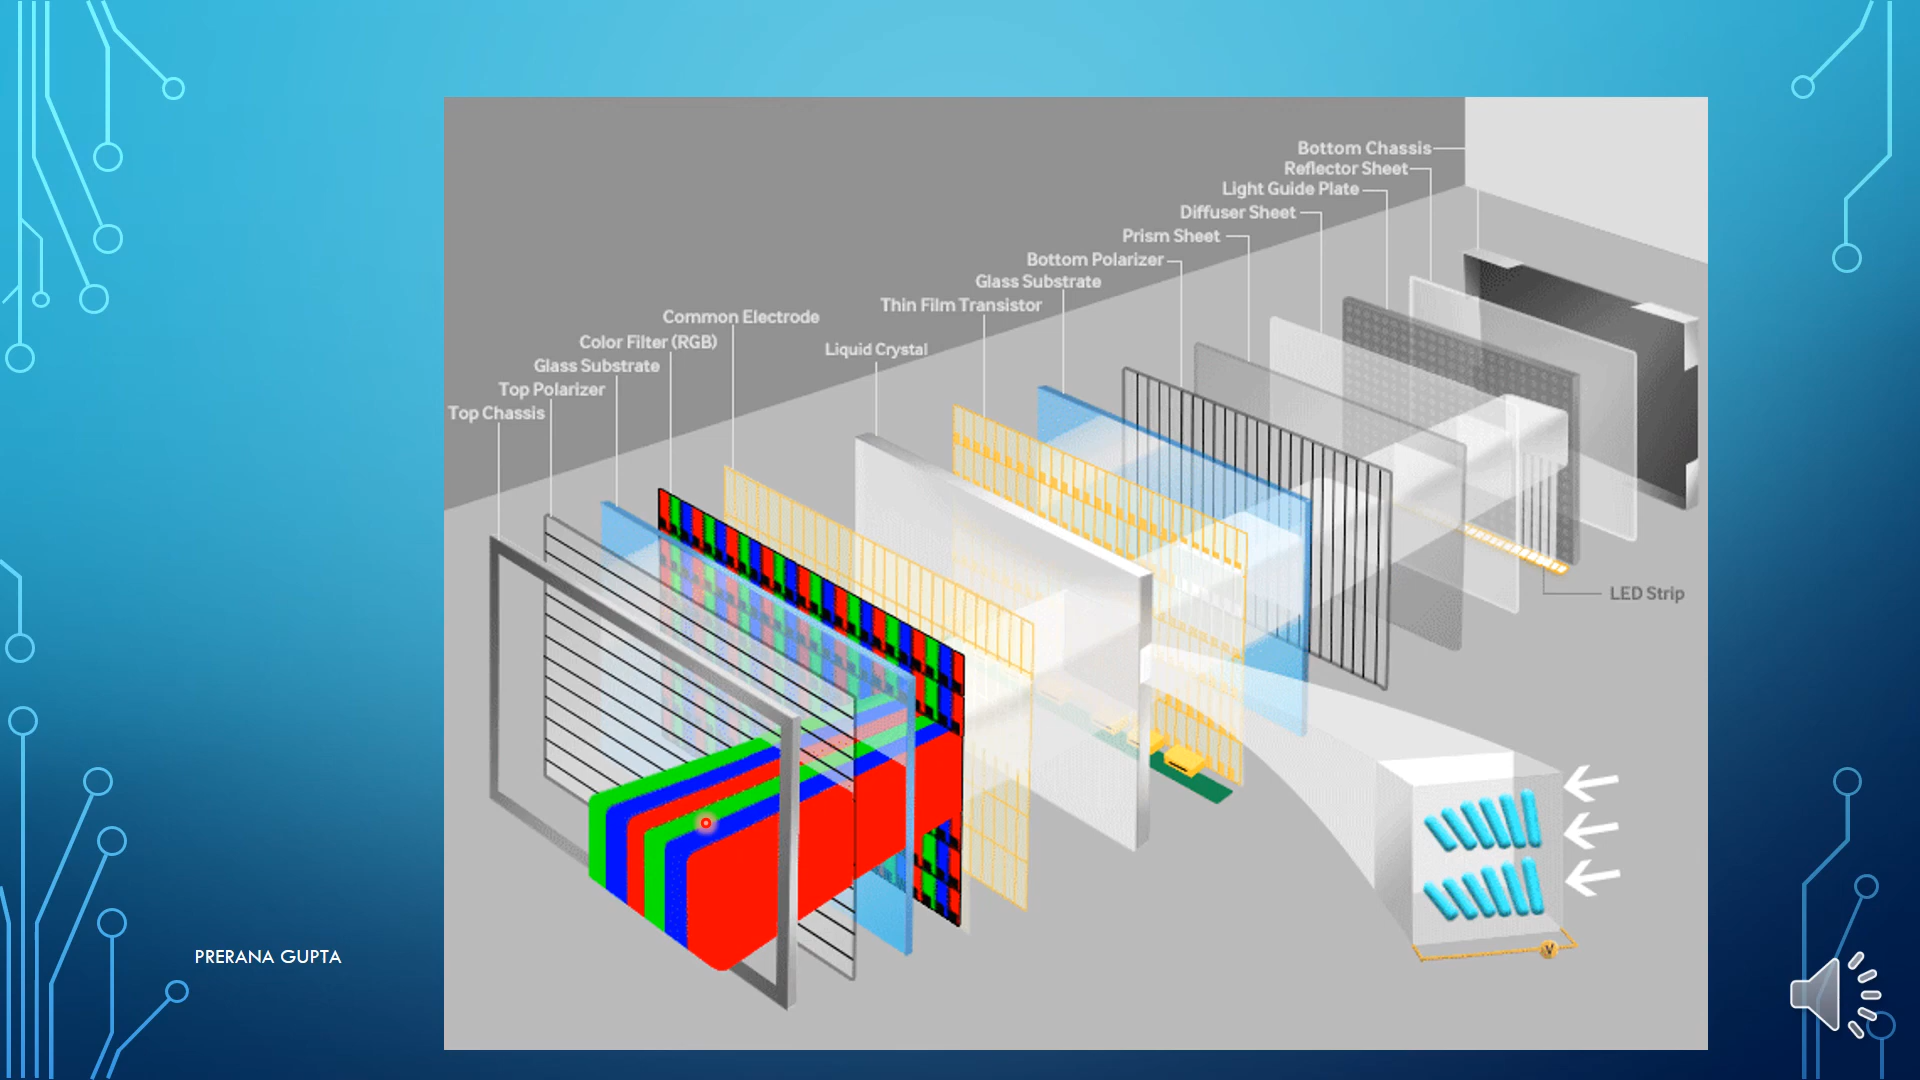 Bottom Chassis
Reflector Sheet
Light Guide Plate
Diffuser Sheet
Prism Sheet
Bottom Polarizer
Glass Substrate
Thin Film Transistor
Common Electrode
Color Filter (RGB)
Liquid Crystal
Glass Substrate
Top Polarizer
Top Chassis
LED Strip
V
PRERANA GUPTA